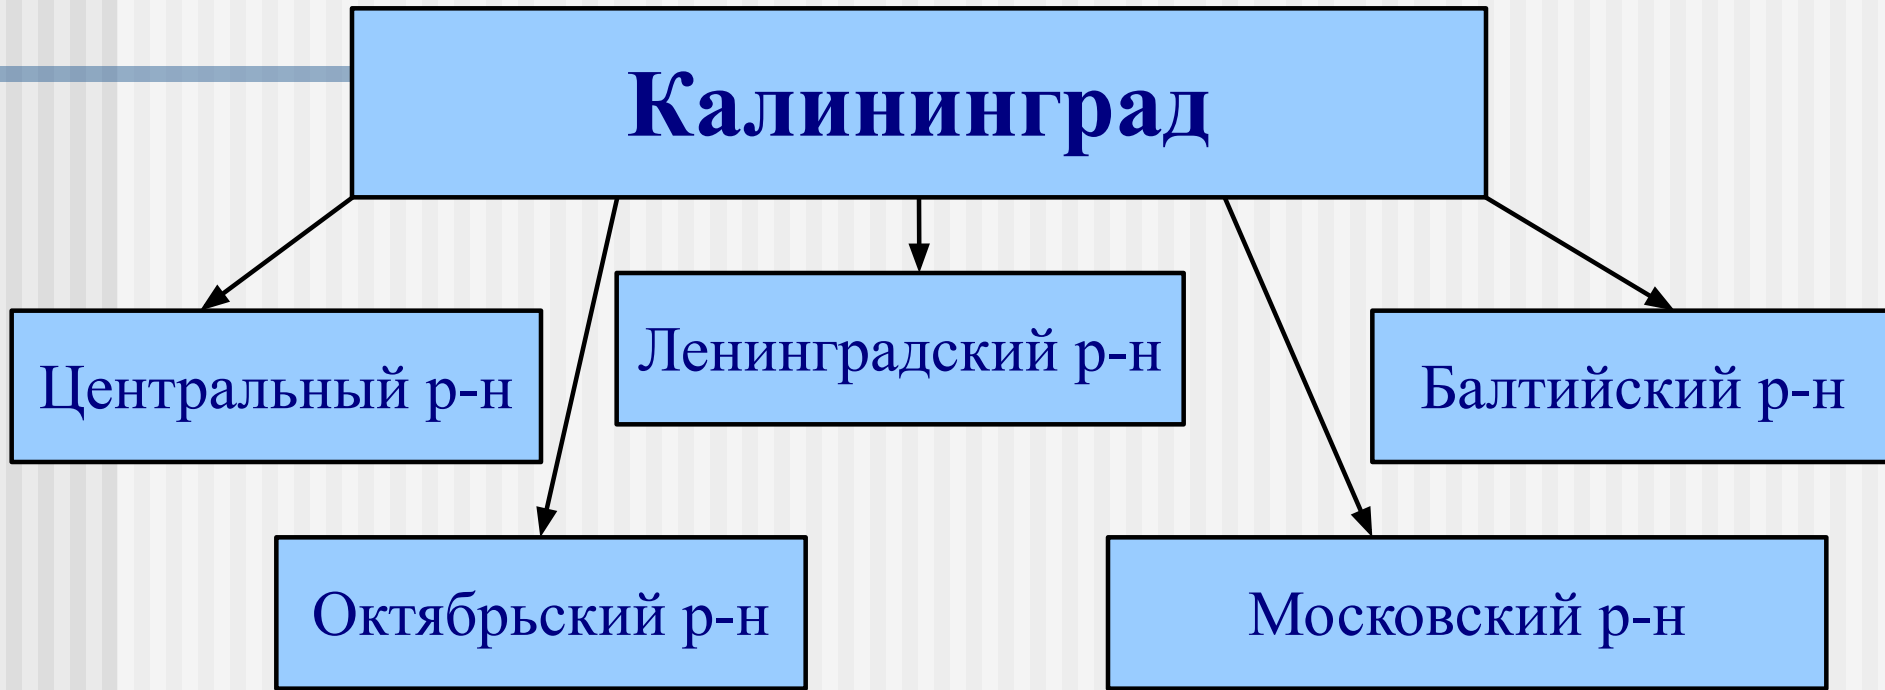 Калининград
Центральный р-н
Ленинградский р-н
Балтийский р-н
Октябрьский р-н
Московский р-н